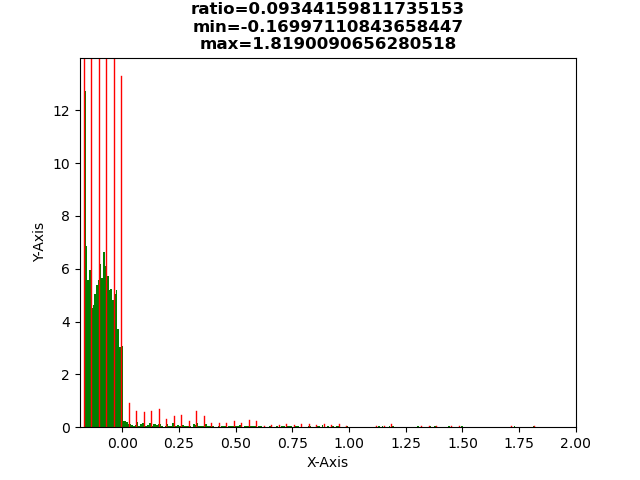 ratio=0.09344159811735153
min=-0.16997110843658447
max=1.8190090656280518
12
10
8
6
4
2
0
Y-Axis
0.00 0.25 0.50 0.75 1.00 1.25 1.50 1.75 2.00
X-Axis